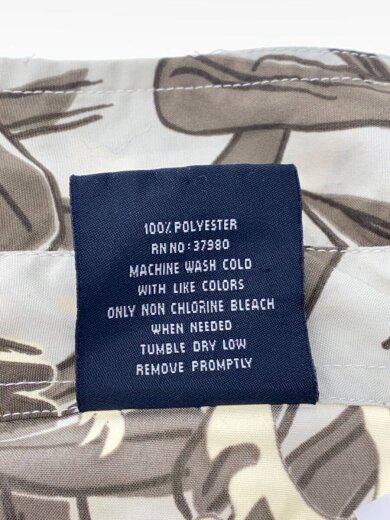 100% POLYESTER
RN NO: 37980
MACHINE WASH COLD
WITH LIKE COLORS
ONLY NON CHLORINE BLEACH
WHEN NEEDED
TUMBLE DRY LOW
REMOVE PROMPTLY